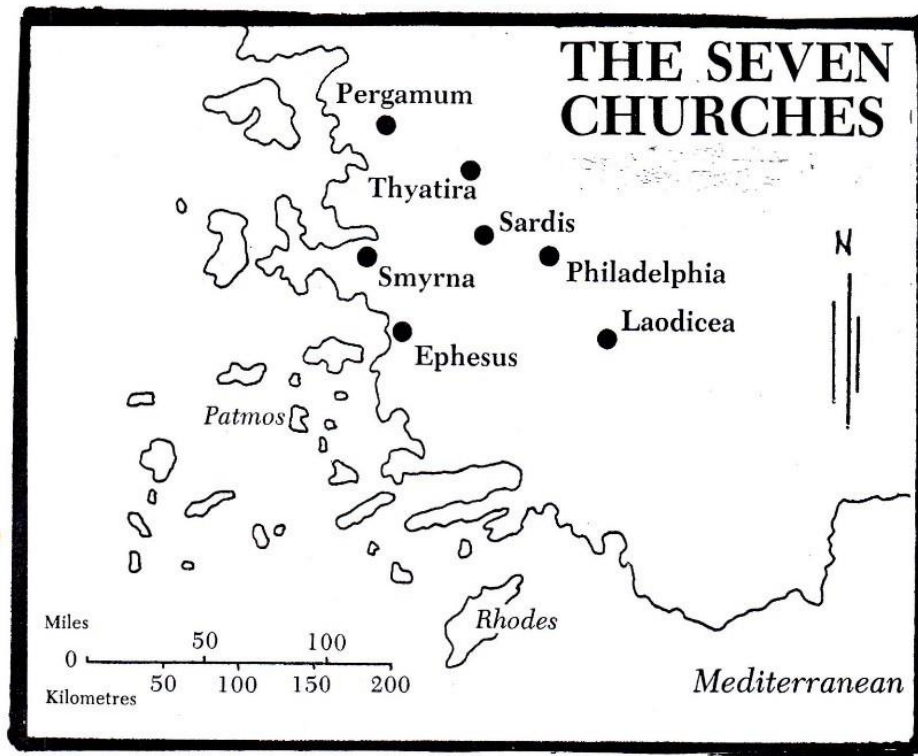 THE SEVEN
CHURCHES
Pergamum
Thyatira
Sardis
N
Smyrna
Philadelphia
Laodicea
Ephesus
Patmos
Rhodes
Miles
50 100
0
50 100 150 200
Kilometres
Mediterranean